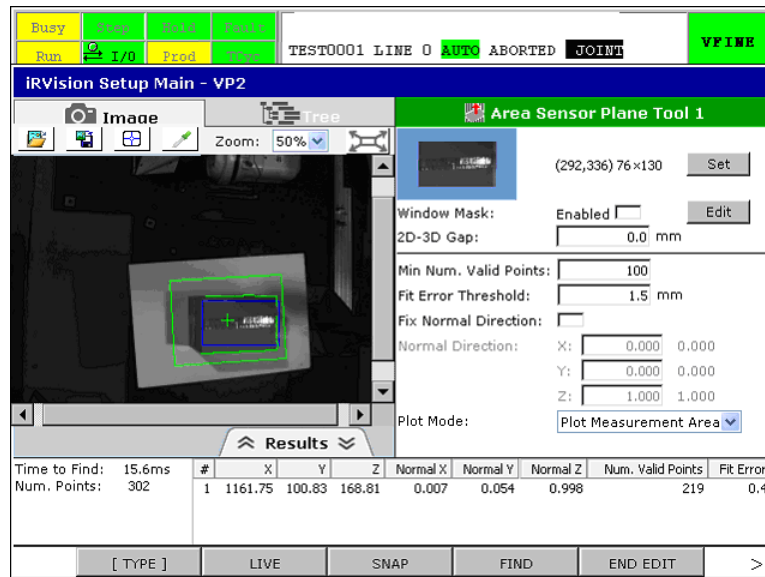 Busy Step Hold Fault
Run I/O Prod TCyc
TEST0001 LINE 0 AUTO ABORTED JOINT
VFINE
iRVision Setup Main - VP2
Image Tree
Zoom: 50%
Area Sensor Plane Tool 1
(292,336) 76×130 Set
Window Mask: Enabled Edit
2D-3D Gap: 0.0 mm
Min Num. Valid Points: 100
Fit Error Threshold: 1.5 mm
Fix Normal Direction:
Normal Direction: X: 0.000 0.000
Y: 0.000 0.000
Z: 1.000 1.000
Plot Mode: Plot Measurement Area
Results
Time to Find: 15.6ms
Num. Points: 302
# X Y Z Normal X Normal Y Normal Z Num. Valid Points Fit Error
1 1161.75 100.83 168.81 0.007 0.054 0.998 219 0.4
[ TYPE ] LIVE SNAP FIND END EDIT >